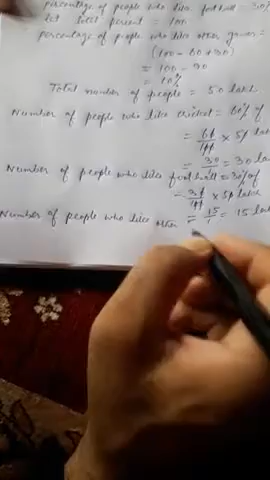 percentage of people who like football = 30%
Let total percent = 100
percentage of people who like other games =
(100 - 60 + 30)
= 100 - 90
= 10%
Total number of people = 50 lakh
Number of people who like cricket = 60% of
= 60/100 x 50 lakh
= 30 = 30 lakh
Number of people who like football = 30% of
= 30/100 x 50 lakh
= 15/1 = 15 lakh
Number of people who like other